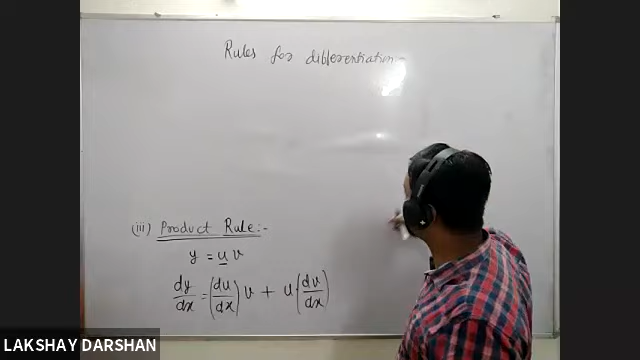 Rules for differentiation
(iii) Product Rule:-
y = u v
dy/dx = (du/dx) v + u (dv/dx)
LAKSHAY DARSHAN